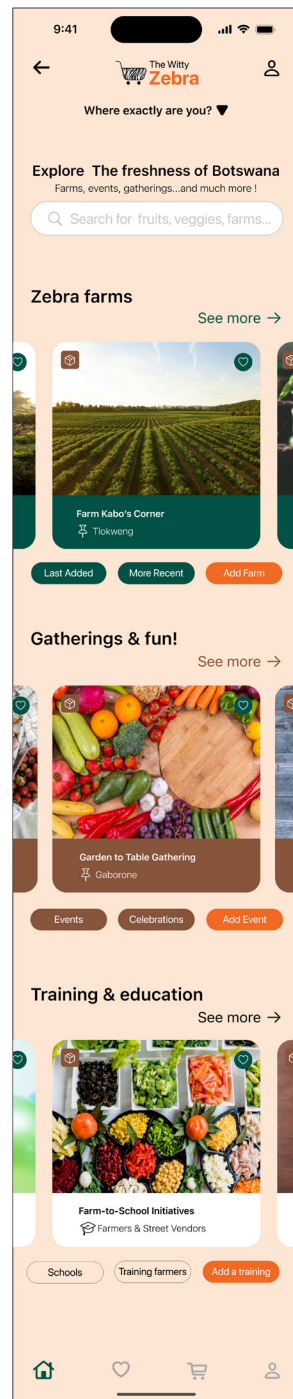 9:41
The Witty
Zebra
Where exactly are you?
Explore The freshness of Botswana
Farms, events, gatherings...and much more !
Search for fruits, veggies, farms...
Zebra farms
See more →
Farm Kabo's Corner
Tlokweng
Last Added
More Recent
Add Farm
Gatherings & fun!
See more →
Garden to Table Gathering
Gaborone
Events
Celebrations
Add Event
Training & education
See more →
Farm-to-School Initiatives
Farmers & Street Vendors
Schools
Training farmers
Add a training